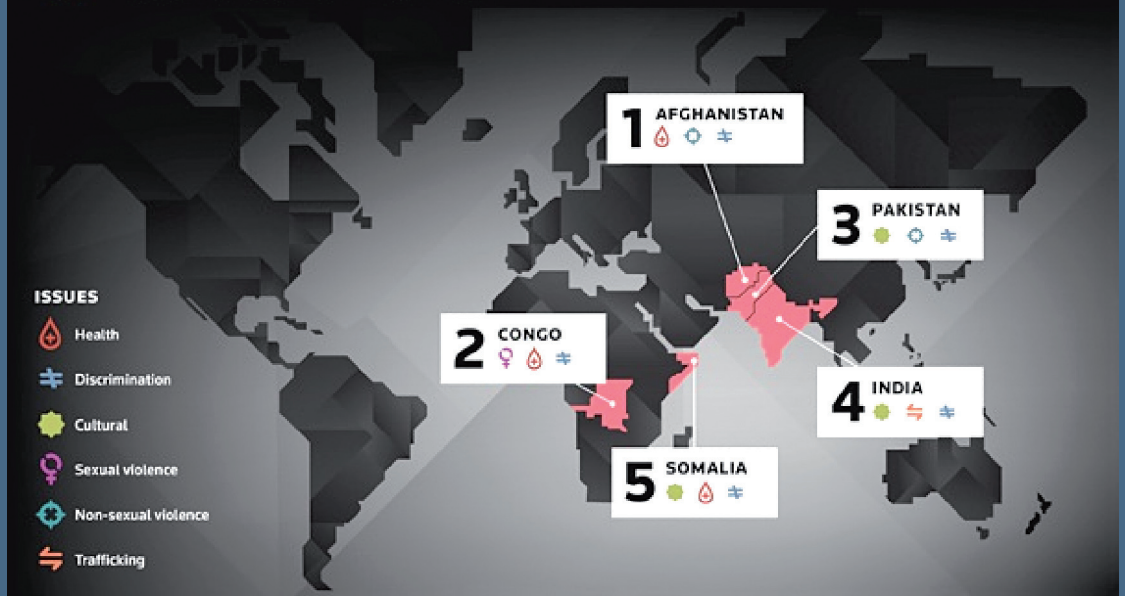 1 AFGHANISTAN
3 PAKISTAN
2 CONGO
4 INDIA
5 SOMALIA
ISSUES
Health
Discrimination
Cultural
Sexual violence
Non-sexual violence
Trafficking